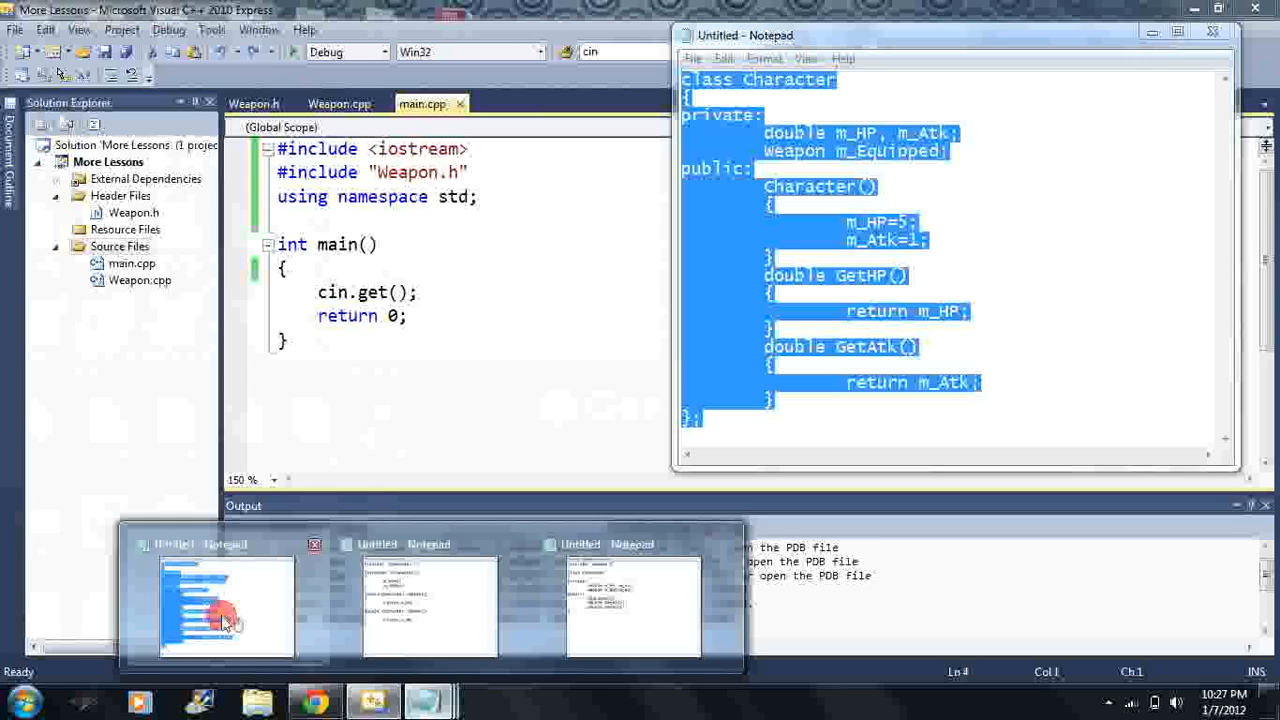 More Lessons - Microsoft Visual C++ 2010 Express
File Edit View Project Debug Tools Window Help
Debug Win32 cin
Solution Explorer
Weapon.h Weapon.cpp main.cpp
(Global Scope)
Solution 'More Lessons' (1 projec
More Lessons
External Dependencies
Header Files
Weapon.h
Resource Files
Source Files
main.cpp
Weapon.cpp
Document Outline
#include <iostream>
#include "Weapon.h"
using namespace std;
int main()
{
cin.get();
return 0;
}
150 %
Untitled - Notepad
File Edit Format View Help
class Character
{
private:
double m_HP, m_Atk;
Weapon m_Equipped;
public:
Character()
{
m_HP=5;
m_Atk=1;
}
double GetHP()
{
return m_HP;
}
double GetAtk()
{
return m_Atk;
}
};
Output
n the PDB file
open the PDB file
r open the PDB file
Untitled - Notepad
Untitled - Notepad
Untitled - Notepad
Ready Ln 4 Col 1 Ch 1 INS
10:27 PM
1/7/2012